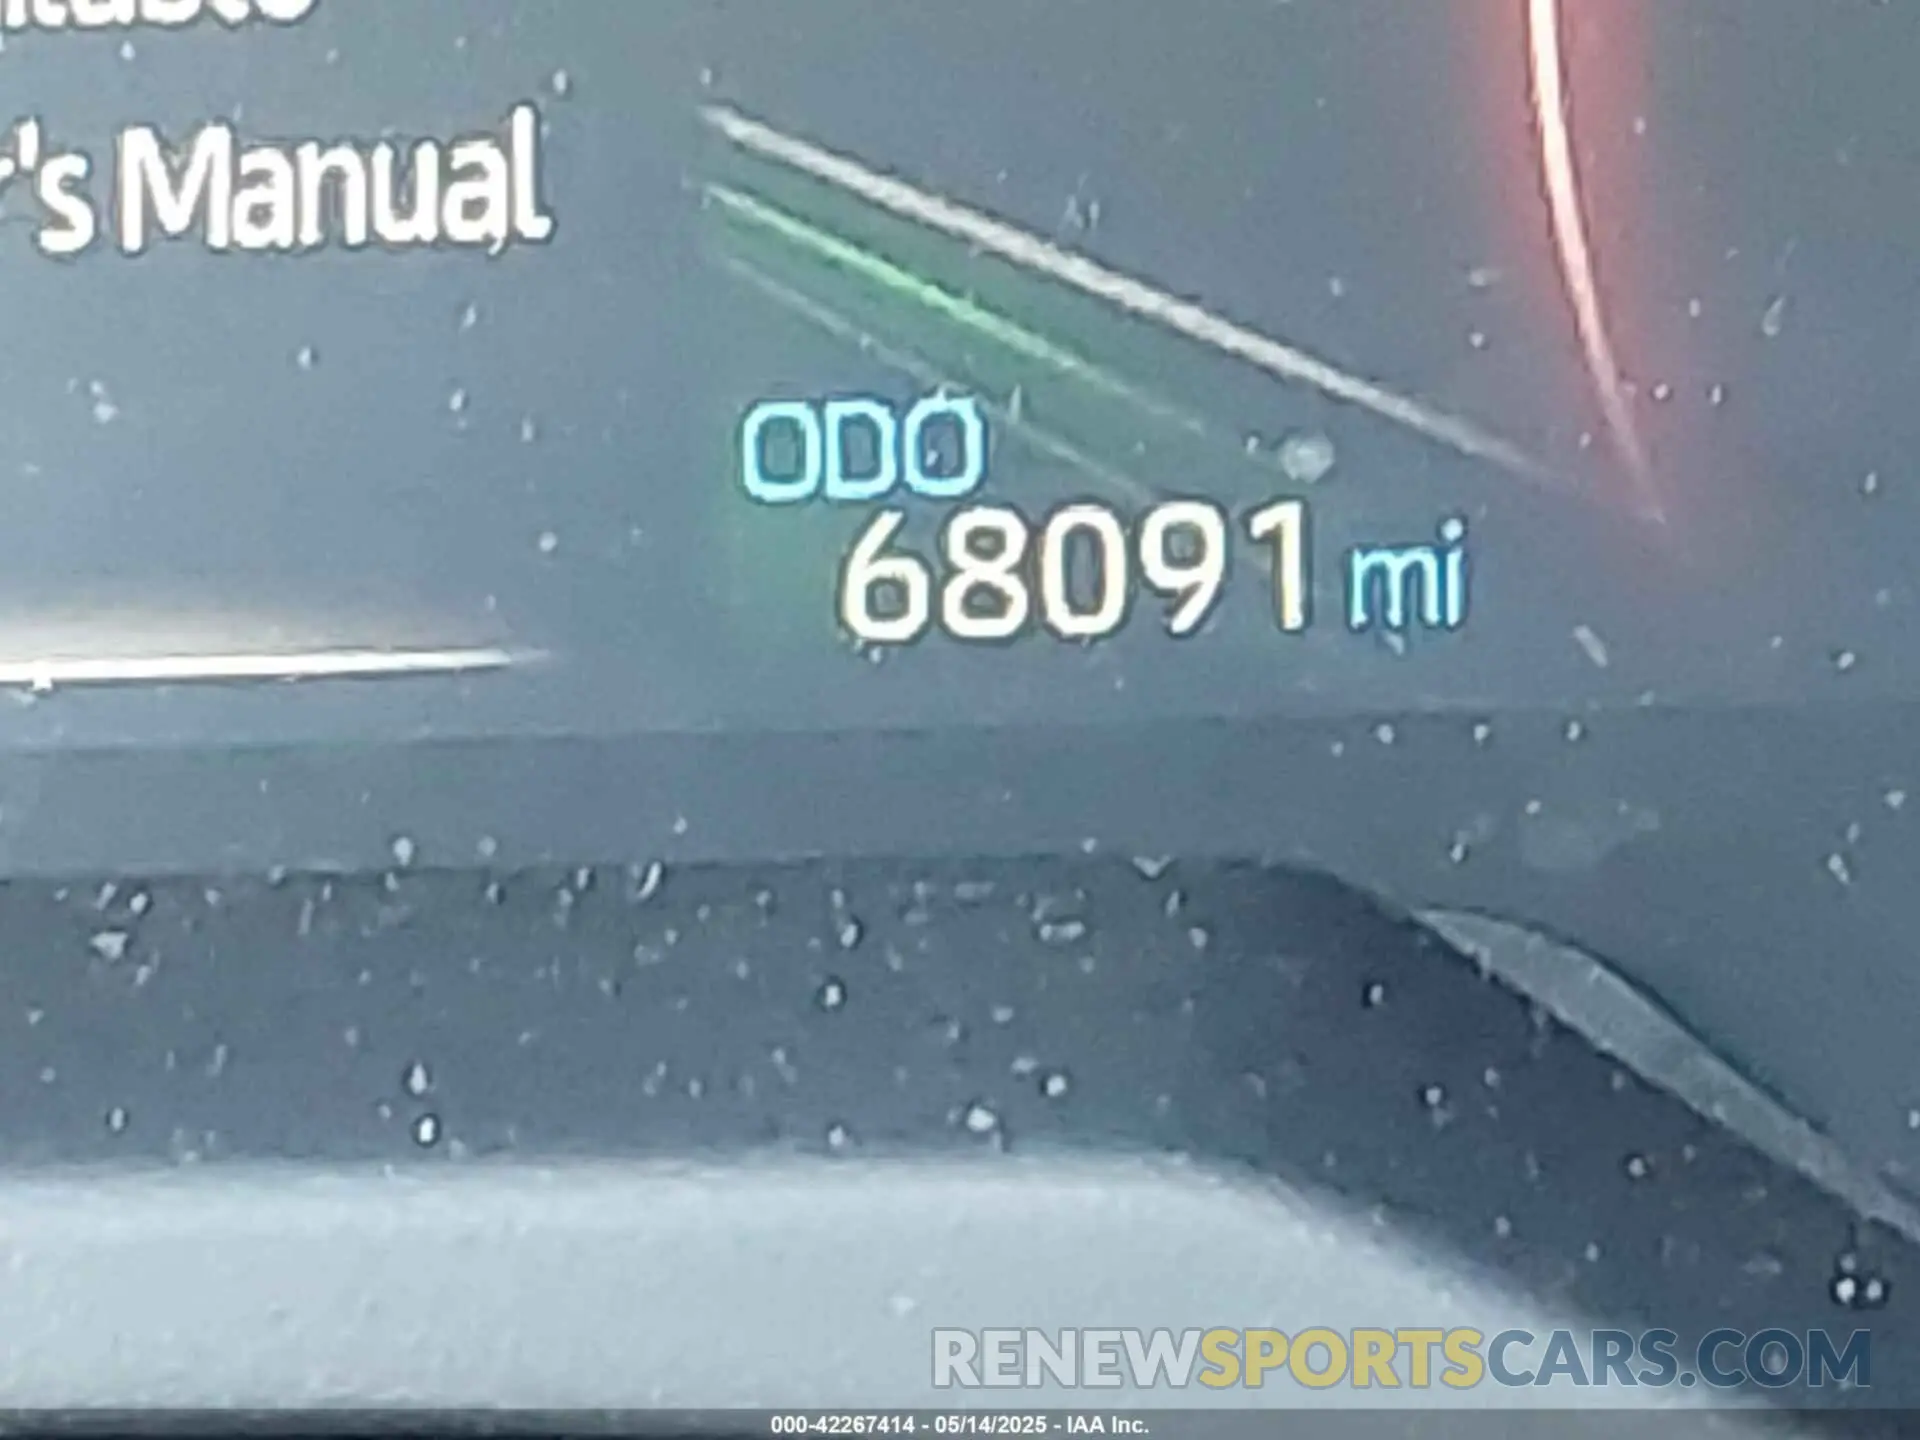 's Manual
ODO
68091 mi
RENEWSPORTSCARS.COM
000-42267414 - 05/14/2025 - IAA Inc.